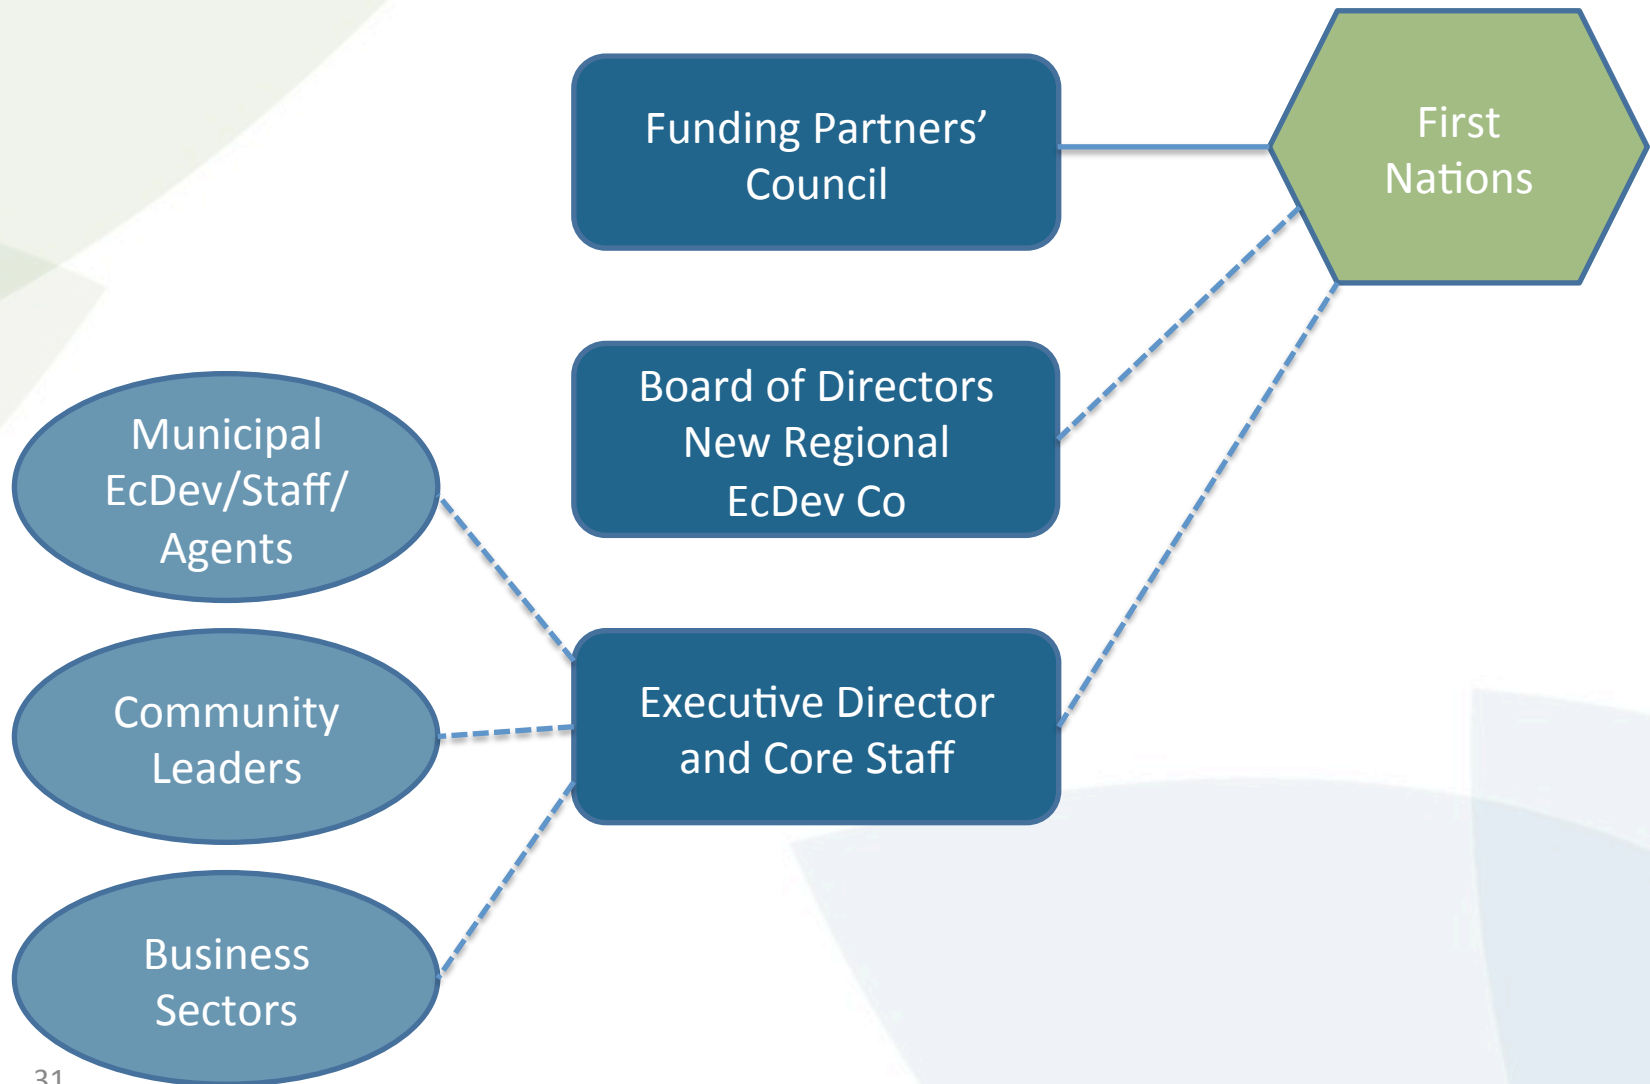 Funding Partners’
Council
First
Nations
Board of Directors
New Regional
EcDev Co
Municipal
EcDev/Staff/
Agents
Executive Director
and Core Staff
Community
Leaders
Business
Sectors
31